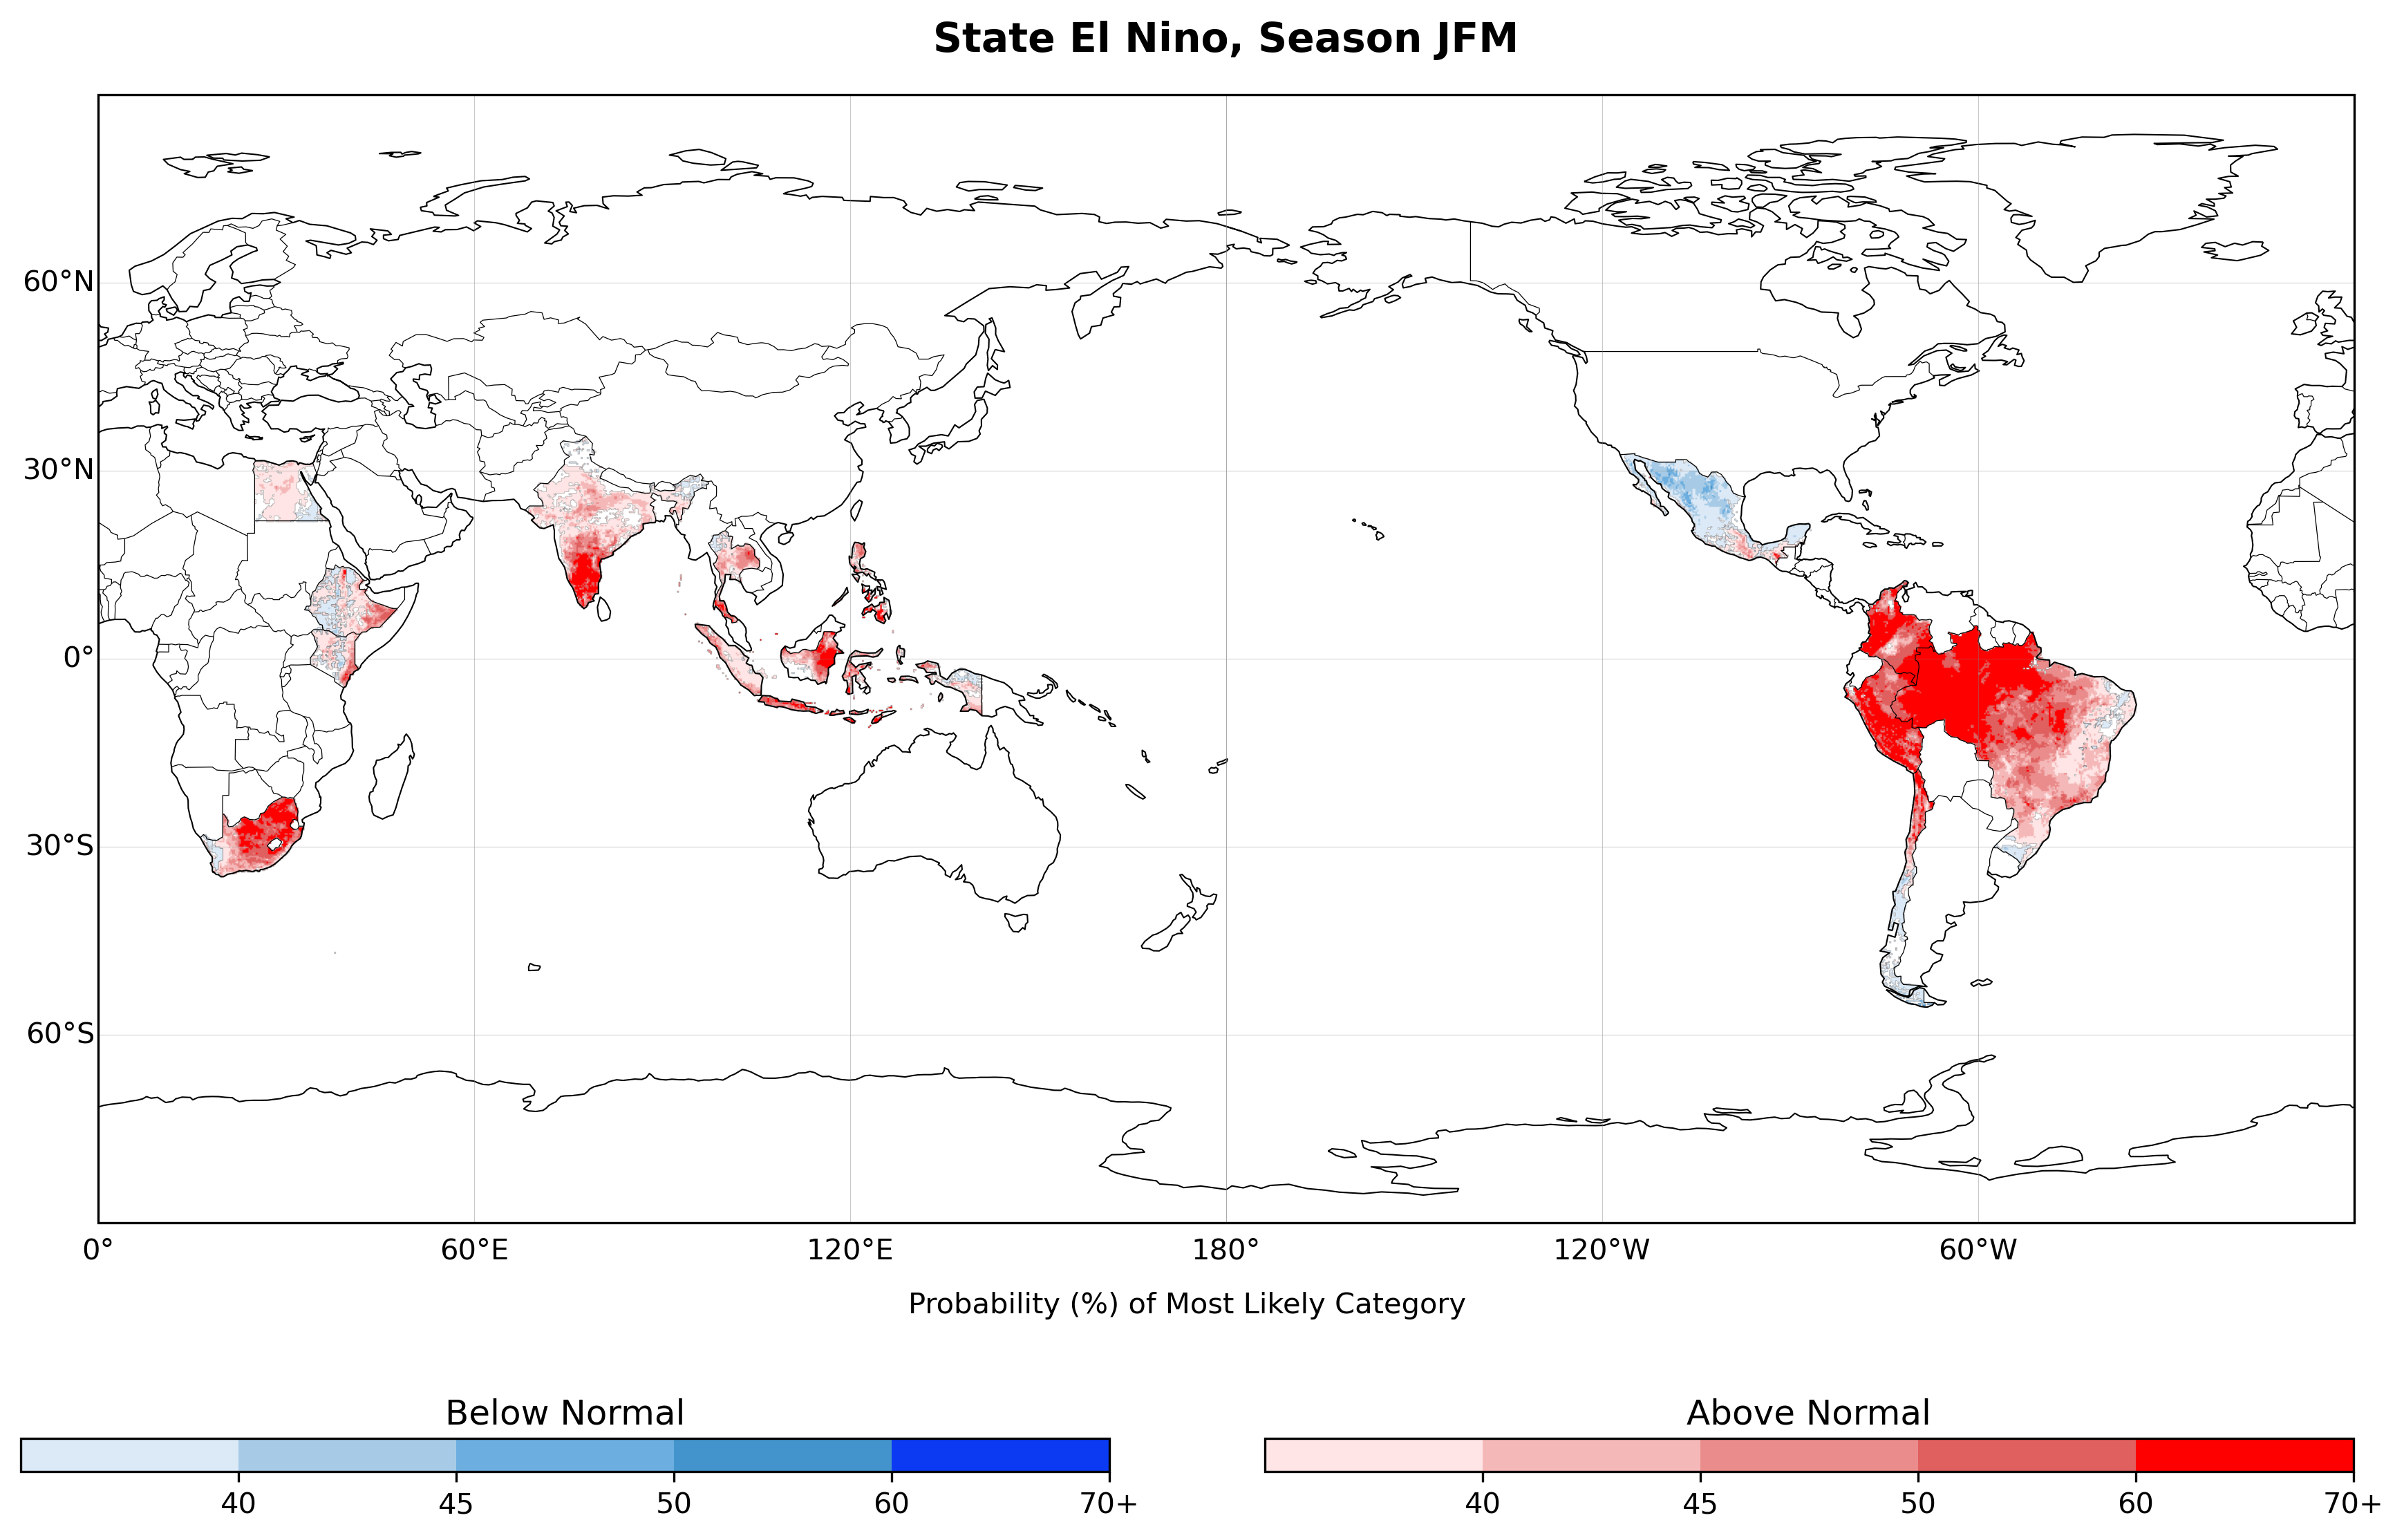 State El Nino, Season JFM
60°N
30°N
0°
30°S
60°S
0° 60°E 120°E 180° 120°W 60°W
Probability (%) of Most Likely Category
Below Normal
40 45 50 60 70+
Above Normal
40 45 50 60 70+